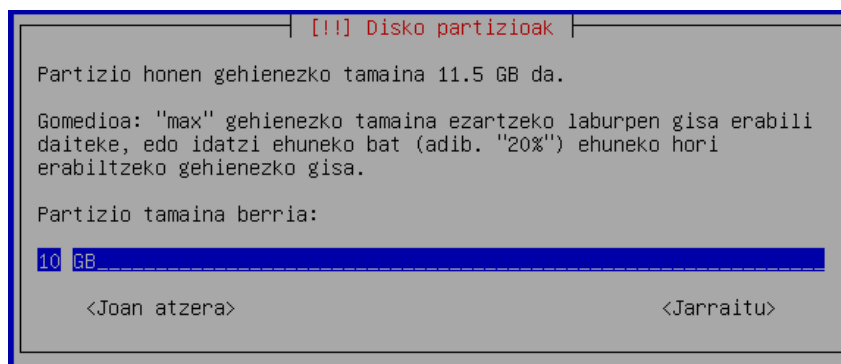 [!!] Disko partizioak
Partizio honen gehienezko tamaina 11.5 GB da.
Gomedioa: "max" gehienezko tamaina ezartzeko laburpen gisa erabili
daiteke, edo idatzi ehuneko bat (adib. "20%") ehuneko hori
erabiltzeko gehienezko gisa.
Partizio tamaina berria:
10 GB
<Joan atzera> <Jarraitu>